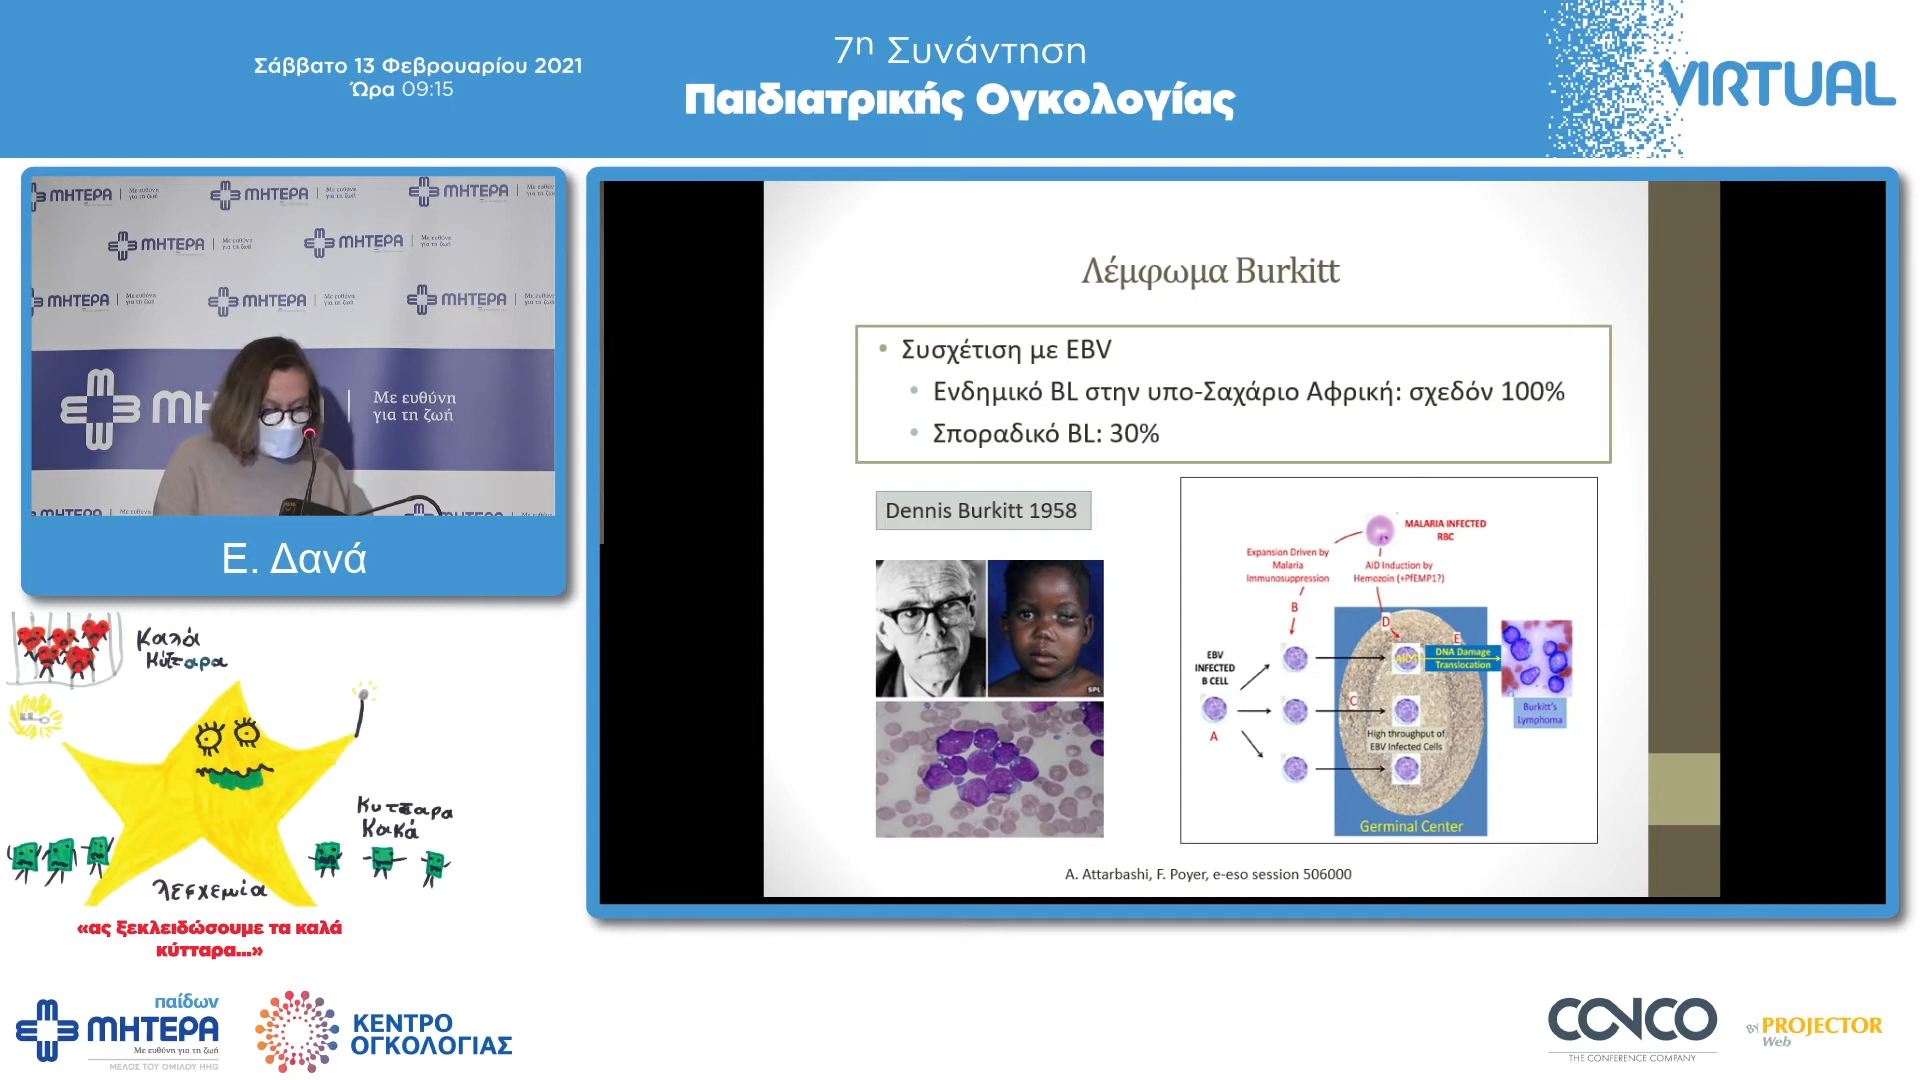 Σάββατο 13 Φεβρουαρίου 2021
Ώρα 09:15
7η Συνάντηση
Παιδιατρικής Ογκολογίας
VIRTUAL
ΜΗΤΕΡΑ
Με ευθύνη
για τη ζωή
Ε. Δανά
Λέμφωμα Burkitt
• Συσχέτιση με EBV
• Ενδημικό BL στην υπο-Σαχάριο Αφρική: σχεδόν 100%
• Σποραδικό BL: 30%
Dennis Burkitt 1958
SPL
MALARIA INFECTED
RBC
Expansion Driven by
Malaria
Immunosuppression
AID Induction by
Hemozoin (+PfEMP1?)
B
D
E
EBV
INFECTED
B CELL
DNA Damage
Translocation
C
A
Burkitt's
Lymphoma
High throughput of
EBV Infected Cells
Germinal Center
A. Attarbashi, F. Poyer, e-eso session 506000
Καλά
Κύτταρα
Κυτταρα
Κακά
λεφχεμία
«ας ξεκλειδώσουμε τα καλά
κύτταρα...»
παίδων
ΜΗΤΕΡΑ
Με ευθύνη για τη ζωή
ΜΕΛΟΣ ΤΟΥ ΟΜΙΛΟΥ HHG
ΚΕΝΤΡΟ
ΟΓΚΟΛΟΓΙΑΣ
CONCO
THE CONFERENCE COMPANY
BY PROJECTOR
Web